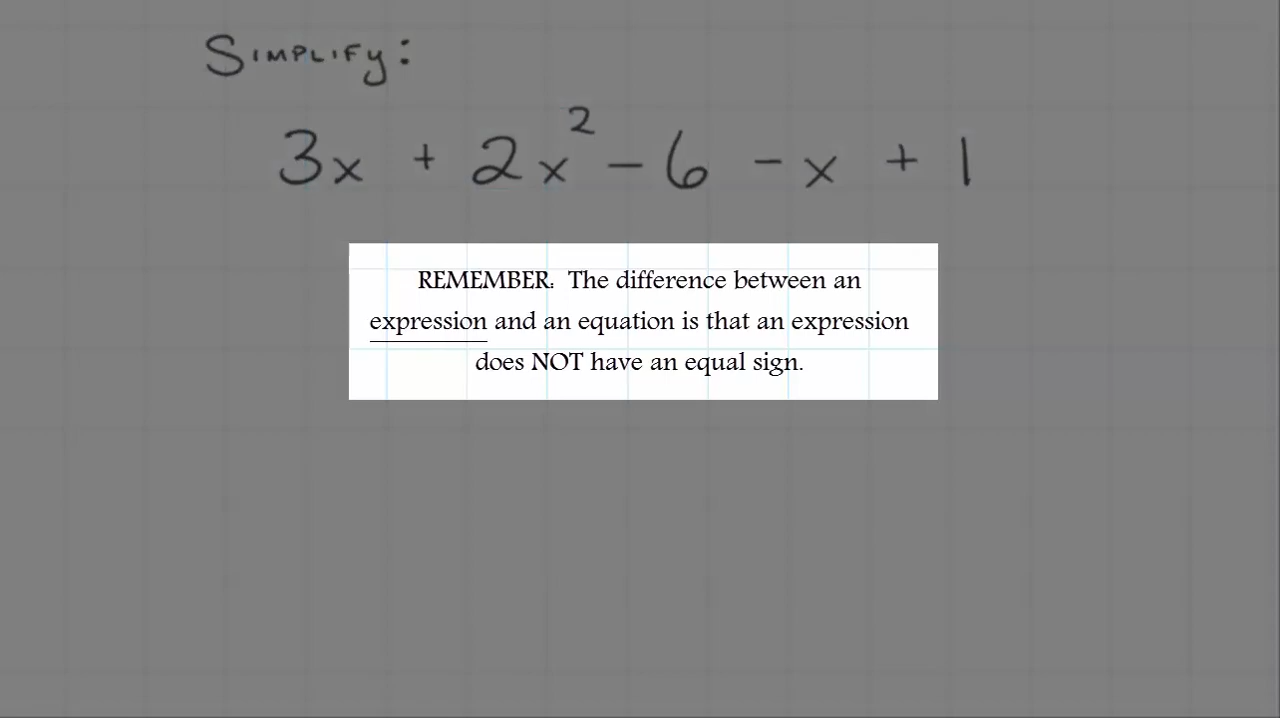 Simplify:
3x + 2x² - 6 - x + 1
REMEMBER: The difference between an
expression and an equation is that an expression
does NOT have an equal sign.